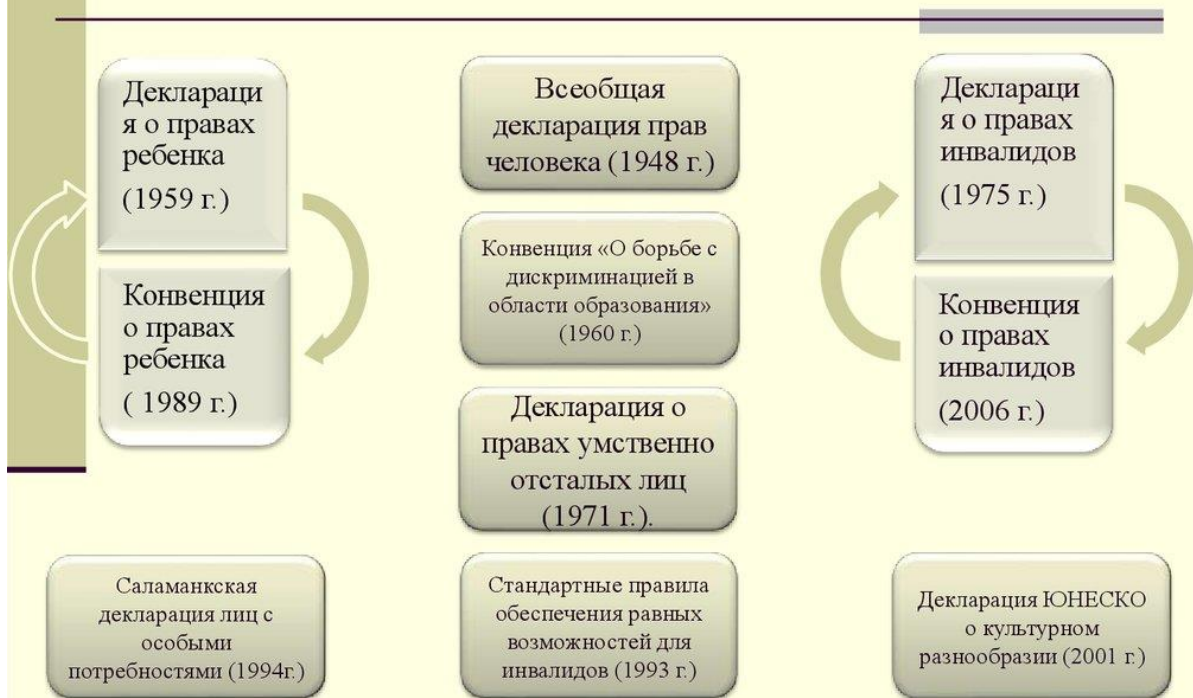 Деклараци
я о правах
ребенка
(1959 г.)
Конвенция
о правах
ребенка
( 1989 г.)
Всеобщая
декларация прав
человека (1948 г.)
Конвенция «О борьбе с
дискриминацией в
области образования»
(1960 г.)
Декларация о
правах умственно
отсталых лиц
(1971 г.).
Деклараци
я о правах
инвалидов
(1975 г.)
Конвенция
о правах
инвалидов
(2006 г.)
Саламанкская
декларация лиц с
особыми
потребностями (1994г.)
Стандартные правила
обеспечения равных
возможностей для
инвалидов (1993 г.)
Декларация ЮНЕСКО
о культурном
разнообразии (2001 г.)